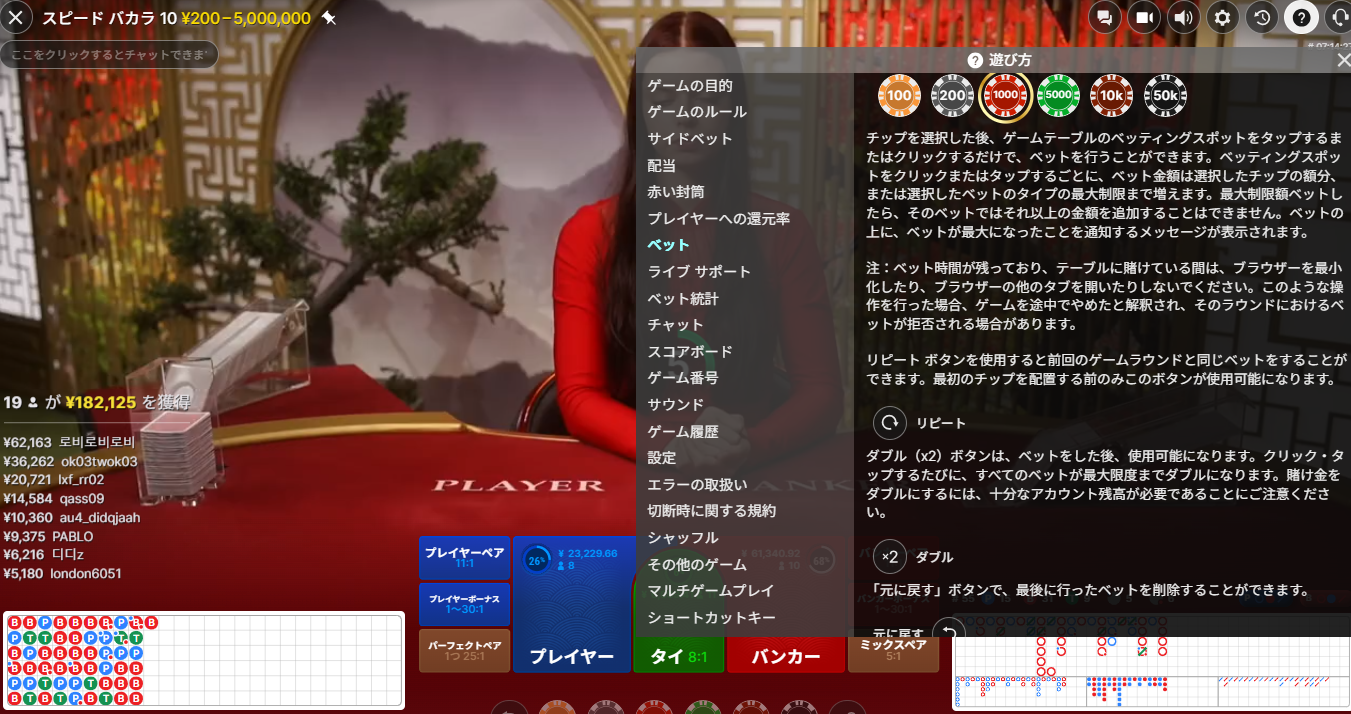 スピード バカラ 10 ¥200–5,000,000
ここをクリックするとチャットできます
遊び方
ゲームの目的
ゲームのルール
サイドベット
配当
赤い封筒
プレイヤーへの還元率
ベット
ライブ サポート
ベット統計
チャット
スコアボード
ゲーム番号
サウンド
ゲーム履歴
設定
エラーの取扱い
切断時に関する規約
シャッフル
その他のゲーム
マルチゲームプレイ
ショートカットキー
100 200 1000 5000 10k 50k
チップを選択した後、ゲームテーブルのベッティングスポットをタップするま
たはクリックするだけで、ベットを行うことができます。ベッティングスポッ
トをクリックまたはタップするごとに、ベット金額は選択したチップの額分、
または選択したベットのタイプの最大制限まで増えます。最大制限額ベットし
たら、そのベットではそれ以上の金額を追加することはできません。ベットの
上に、ベットが最大になったことを通知するメッセージが表示されます。
注：ベット時間が残っており、テーブルに賭けている間は、ブラウザーを最小
化したり、ブラウザーの他のタブを開いたりしないでください。このような操
作を行った場合、ゲームを途中でやめたと解釈され、そのラウンドにおけるベ
ットが拒否される場合があります。
リピート ボタンを使用すると前回のゲームラウンドと同じベットをすることが
できます。最初のチップを配置する前のみこのボタンが使用可能になります。
リピート
ダブル（x2）ボタンは、ベットをした後、使用可能になります。クリック・タ
ップするたびに、すべてのベットが最大限度までダブルになります。賭け金を
ダブルにするには、十分なアカウント残高が必要であることにご注意くださ
い。
×2 ダブル
「元に戻す」ボタンで、最後に行ったベットを削除することができます。
元に戻す
19 が ¥182,125 を獲得
¥62,163 로비로비로비
¥36,262 ok03twok03
¥20,721 lxf_rr02
¥14,584 qass09
¥10,360 au4_didqjaah
¥9,375 PABLO
¥6,216 디디z
¥5,180 london6051
PLAYER
プレイヤーペア
11:1
プレイヤーボーナス
1〜30:1
パーフェクトペア
1つ 25:1
26%
¥ 23,229.66
8
プレイヤー
タイ 8:1
¥ 61,340.92
10
68%
バンカー
1〜30:1
ミックスペア
5:1
B B P B B B B P B B
P T T B B P P T T
B P B B B B P P P
B B B B B B B B B
P P T P P T B B B
B T B T P B T B B